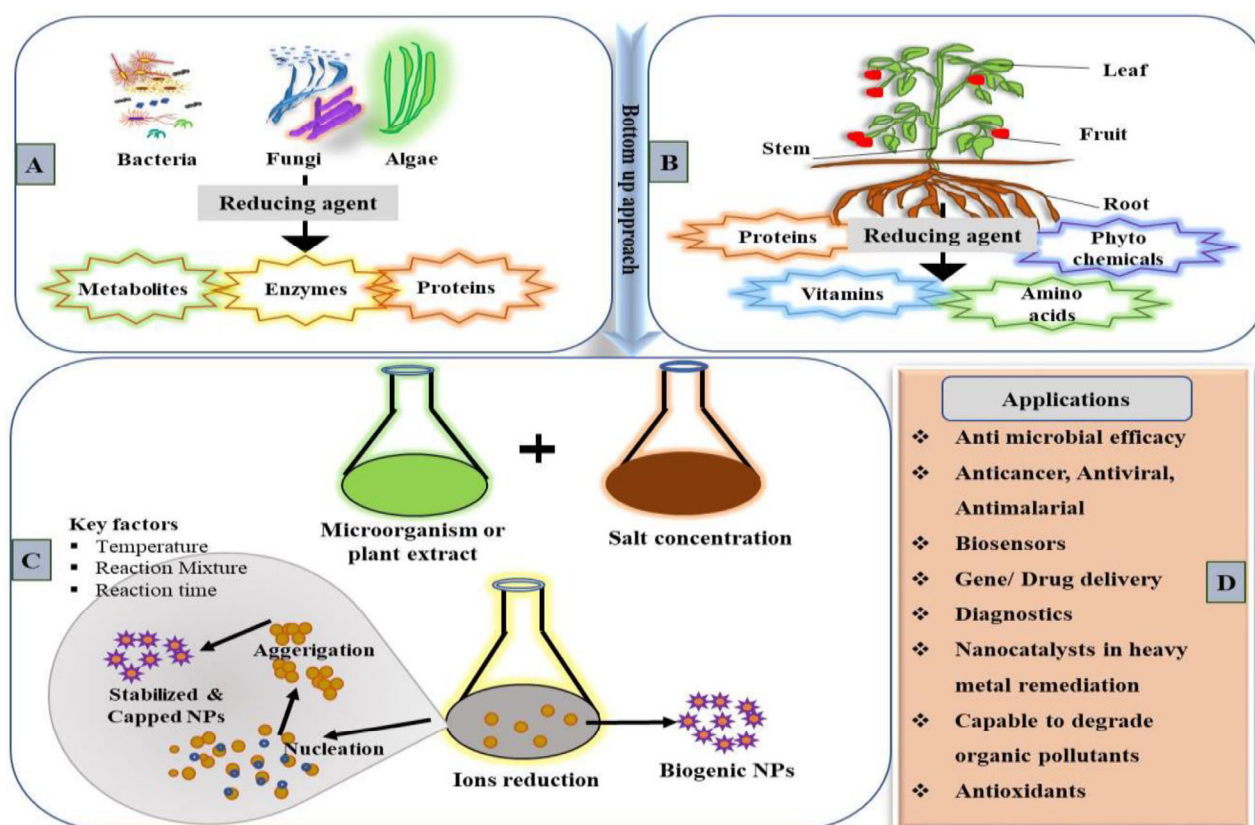 A
Bacteria
Fungi
Algae
Reducing agent
Metabolites
Enzymes
Proteins
Bottom up approach
B
Leaf
Fruit
Stem
Root
Proteins
Reducing agent
Phyto
chemicals
Vitamins
Amino
acids
C
Microorganism or
plant extract
+
Salt concentration
Key factors
▪ Temperature
▪ Reaction Mixture
▪ Reaction time
Aggerigation
Stabilized &
Capped NPs
Nucleation
Ions reduction
Biogenic NPs
D
Applications
❖ Anti microbial efficacy
❖ Anticancer, Antiviral,
Antimalarial
❖ Biosensors
❖ Gene/ Drug delivery
❖ Diagnostics
❖ Nanocatalysts in heavy
metal remediation
❖ Capable to degrade
organic pollutants
❖ Antioxidants